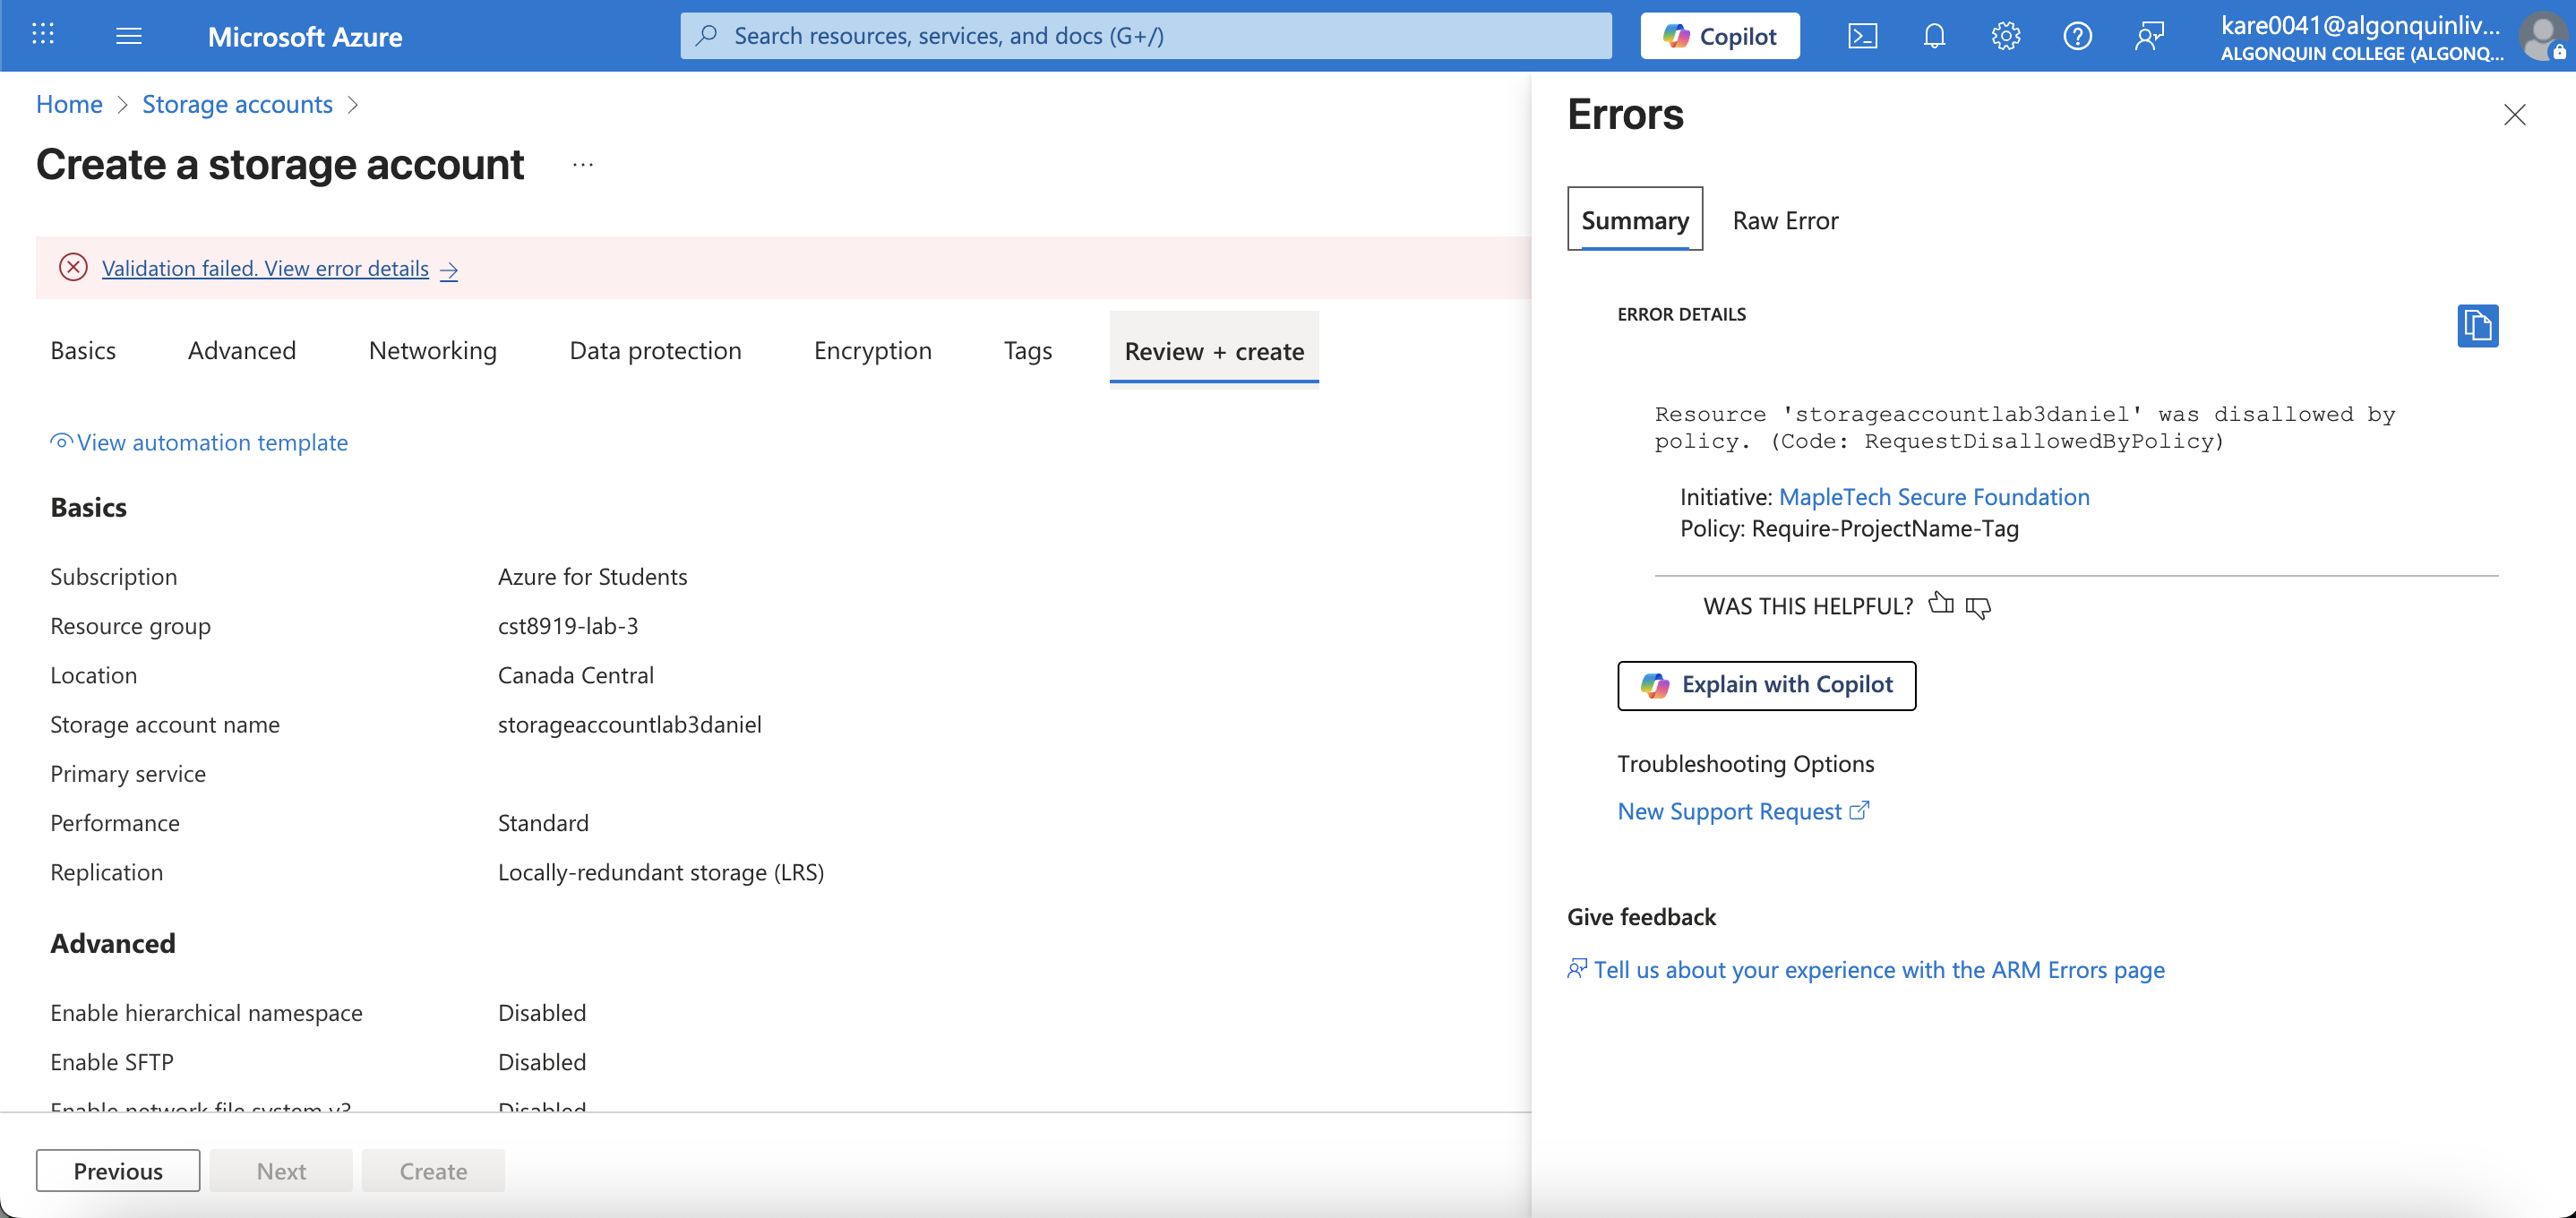 Microsoft Azure
Search resources, services, and docs (G+/)
Copilot
kare0041@algonquinliv...
ALGONQUIN COLLEGE (ALGONQ...
Home > Storage accounts >
Create a storage account ...
Validation failed. View error details →
Basics Advanced Networking Data protection Encryption Tags Review + create
View automation template
Basics
Subscription Azure for Students
Resource group cst8919-lab-3
Location Canada Central
Storage account name storageaccountlab3daniel
Primary service
Performance Standard
Replication Locally-redundant storage (LRS)
Advanced
Enable hierarchical namespace Disabled
Enable SFTP Disabled
Enable network file system v3 Disabled
Previous Next Create
Errors
Summary Raw Error
ERROR DETAILS
Resource 'storageaccountlab3daniel' was disallowed by
policy. (Code: RequestDisallowedByPolicy)
Initiative: MapleTech Secure Foundation
Policy: Require-ProjectName-Tag
WAS THIS HELPFUL?
Explain with Copilot
Troubleshooting Options
New Support Request
Give feedback
Tell us about your experience with the ARM Errors page